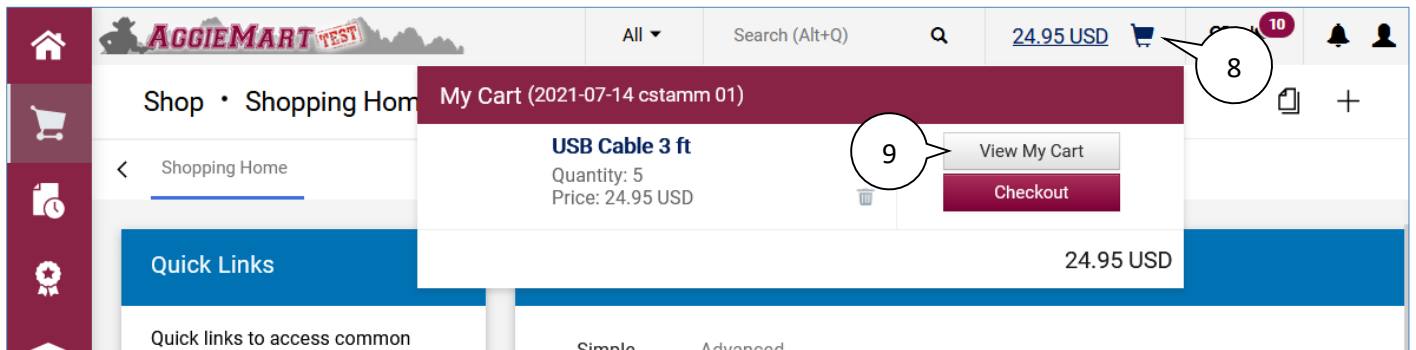 AGGIEMART TEST
All
Search (Alt+Q)
24.95 USD
10
8
Shop • Shopping Hom
My Cart (2021-07-14 cstamm 01)
USB Cable 3 ft
Quantity: 5
Price: 24.95 USD
9
View My Cart
Checkout
24.95 USD
Shopping Home
Quick Links
Quick links to access common
Simple
Advanced